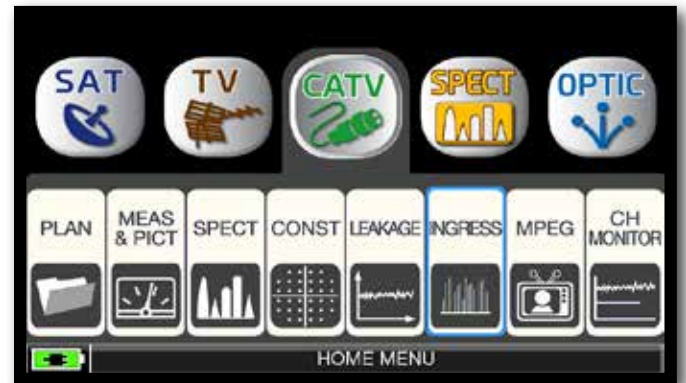 SAT TV CATV SPECT OPTIC
PLAN MEAS & PICT SPECT CONST LEAKAGE INGRESS MPEG CH MONITOR
HOME MENU